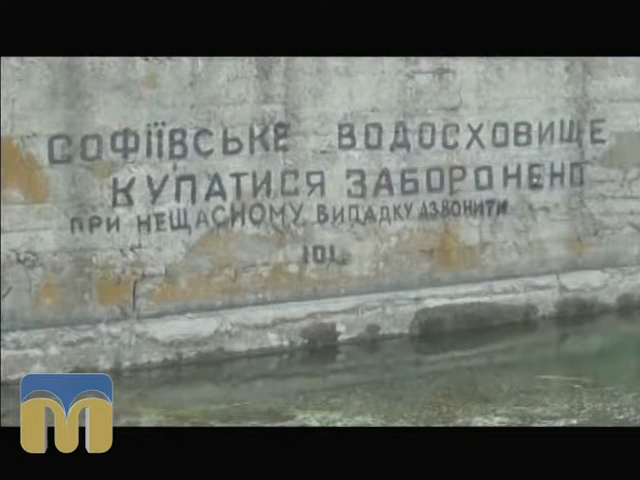 СОФІЇВСЬКЕ ВОДОСХОВИЩЕ
КУПАТИСЯ ЗАБОРОНЕНО
ПРИ НЕЩАСНОМУ ВИПАДКУ ДЗВОНИТИ
101
М